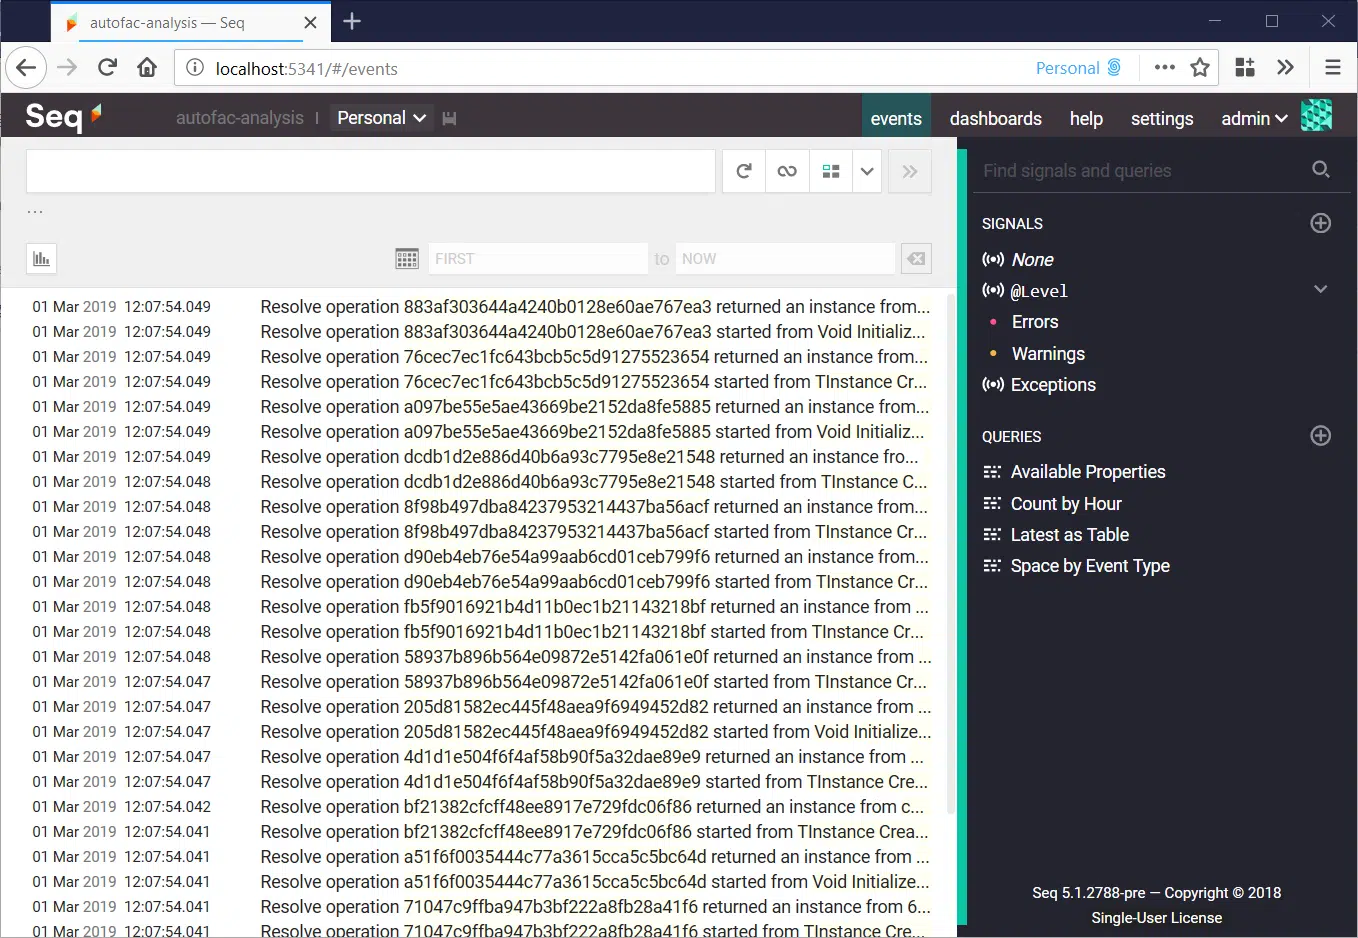 autofac-analysis — Seq
localhost:5341/#/events
Personal
Seq
autofac-analysis | Personal
events dashboards help settings admin
...
FIRST to NOW
01 Mar 2019 12:07:54.049 Resolve operation 883af303644a4240b0128e60ae767ea3 returned an instance from...
01 Mar 2019 12:07:54.049 Resolve operation 883af303644a4240b0128e60ae767ea3 started from Void Initializ...
01 Mar 2019 12:07:54.049 Resolve operation 76cec7ec1fc643bcb5c5d91275523654 returned an instance from...
01 Mar 2019 12:07:54.049 Resolve operation 76cec7ec1fc643bcb5c5d91275523654 started from TInstance Cr...
01 Mar 2019 12:07:54.049 Resolve operation a097be55e5ae43669be2152da8fe5885 returned an instance from...
01 Mar 2019 12:07:54.049 Resolve operation a097be55e5ae43669be2152da8fe5885 started from Void Initializ...
01 Mar 2019 12:07:54.049 Resolve operation dcdb1d2e886d40b6a93c7795e8e21548 returned an instance fro...
01 Mar 2019 12:07:54.048 Resolve operation dcdb1d2e886d40b6a93c7795e8e21548 started from TInstance C...
01 Mar 2019 12:07:54.048 Resolve operation 8f98b497dba84237953214437ba56acf returned an instance from...
01 Mar 2019 12:07:54.048 Resolve operation 8f98b497dba84237953214437ba56acf started from TInstance Cr...
01 Mar 2019 12:07:54.048 Resolve operation d90eb4eb76e54a99aab6cd01ceb799f6 returned an instance from...
01 Mar 2019 12:07:54.048 Resolve operation d90eb4eb76e54a99aab6cd01ceb799f6 started from TInstance Cr...
01 Mar 2019 12:07:54.048 Resolve operation fb5f9016921b4d11b0ec1b21143218bf returned an instance from ...
01 Mar 2019 12:07:54.048 Resolve operation fb5f9016921b4d11b0ec1b21143218bf started from TInstance Cr...
01 Mar 2019 12:07:54.048 Resolve operation 58937b896b564e09872e5142fa061e0f returned an instance from ...
01 Mar 2019 12:07:54.047 Resolve operation 58937b896b564e09872e5142fa061e0f started from TInstance Cr...
01 Mar 2019 12:07:54.047 Resolve operation 205d81582ec445f48aea9f6949452d82 returned an instance from ...
01 Mar 2019 12:07:54.047 Resolve operation 205d81582ec445f48aea9f6949452d82 started from Void Initialize...
01 Mar 2019 12:07:54.047 Resolve operation 4d1d1e504f6f4af58b90f5a32dae89e9 returned an instance from ...
01 Mar 2019 12:07:54.047 Resolve operation 4d1d1e504f6f4af58b90f5a32dae89e9 started from TInstance Cre...
01 Mar 2019 12:07:54.042 Resolve operation bf21382cfcff48ee8917e729fdc06f86 returned an instance from c...
01 Mar 2019 12:07:54.041 Resolve operation bf21382cfcff48ee8917e729fdc06f86 started from TInstance Crea...
01 Mar 2019 12:07:54.041 Resolve operation a51f6f0035444c77a3615cca5c5bc64d returned an instance from ...
01 Mar 2019 12:07:54.041 Resolve operation a51f6f0035444c77a3615cca5c5bc64d started from Void Initialize...
01 Mar 2019 12:07:54.041 Resolve operation 71047c9ffba947b3bf222a8fb28a41f6 returned an instance from 6...
01 Mar 2019 12:07:54.041 Resolve operation 71047c9ffba947b3bf222a8fb28a41f6 started from TInstance Cre...
Find signals and queries
SIGNALS
None
@Level
Errors
Warnings
Exceptions
QUERIES
Available Properties
Count by Hour
Latest as Table
Space by Event Type
Seq 5.1.2788-pre — Copyright © 2018
Single-User License